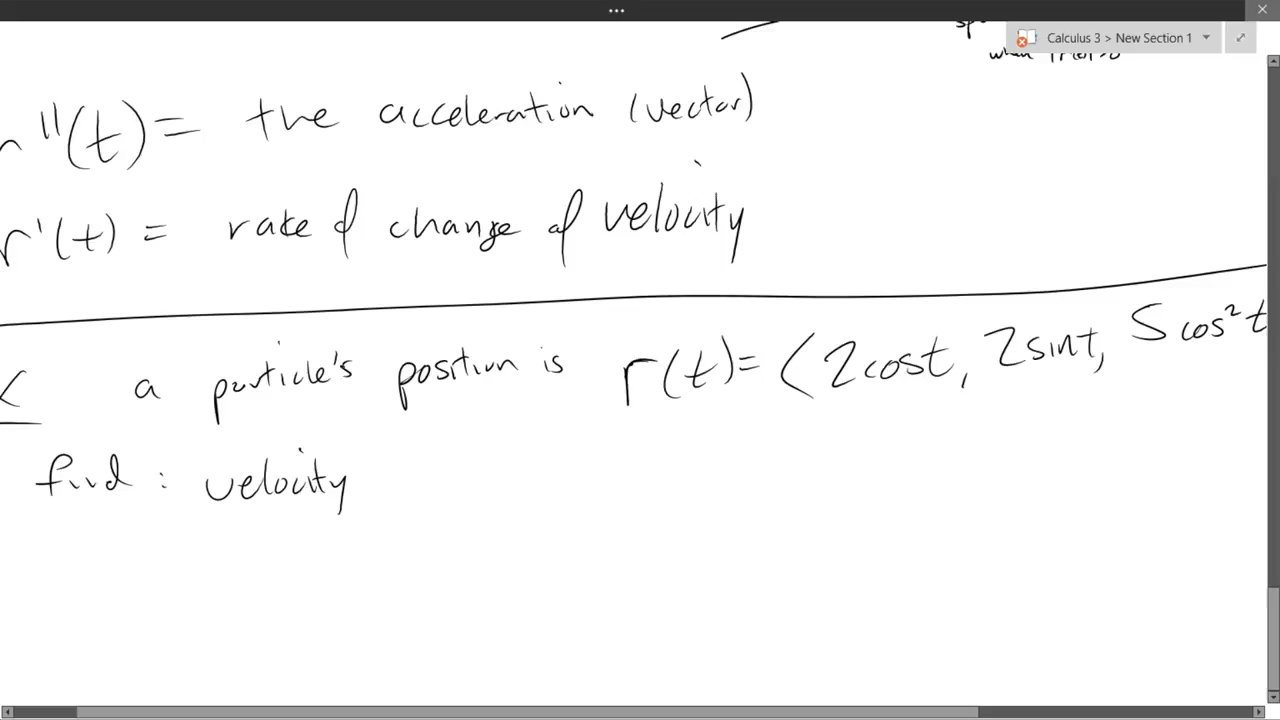 ...
Calculus 3 > New Section 1
r''(t) = the acceleration (vector)
r'(t) = rate of change of velocity
a particle's position is r(t)= ⟨2cost, 2sint, 5cos²t
find : velocity